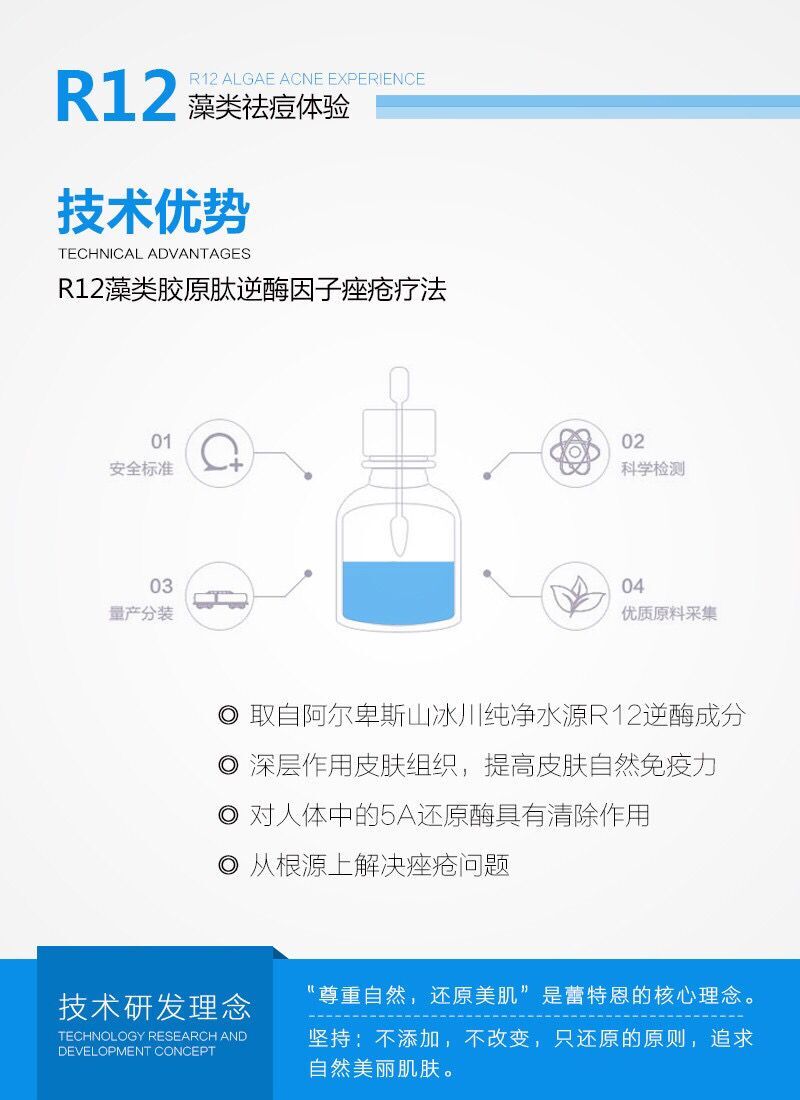 R12
R12 ALGAE ACNE EXPERIENCE
藻类祛痘体验
技术优势
TECHNICAL ADVANTAGES
R12藻类胶原肽逆酶因子痤疮疗法
01
安全标准
02
科学检测
03
量产分装
04
优质原料采集
◎ 取自阿尔卑斯山冰川纯净水源R12逆酶成分
◎ 深层作用皮肤组织，提高皮肤自然免疫力
◎ 对人体中的5A还原酶具有清除作用
◎ 从根源上解决痤疮问题
技术研发理念
TECHNOLOGY RESEARCH AND
DEVELOPMENT CONCEPT
“尊重自然，还原美肌”是蕾特恩的核心理念。
坚持：不添加，不改变，只还原的原则，追求
自然美丽肌肤。